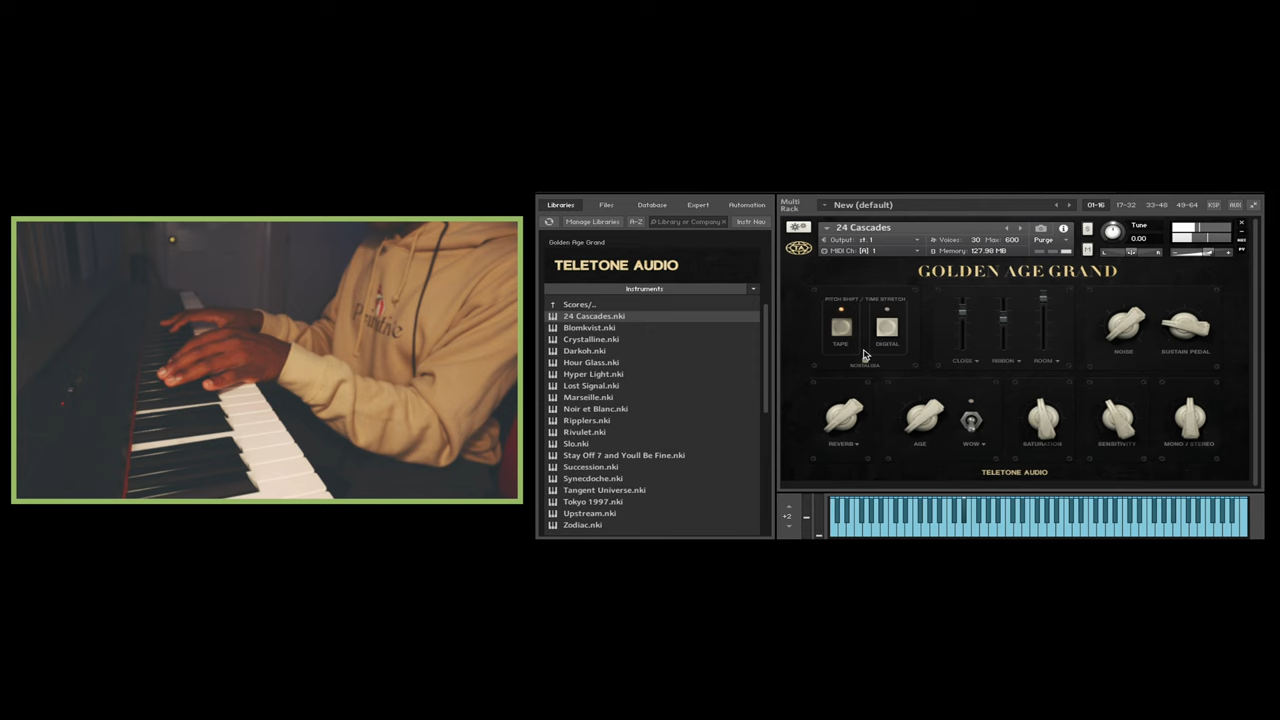 Libraries Files Database Expert Automation
Manage Libraries A-Z Library or Company Instr Nav
Golden Age Grand
TELETONE AUDIO
Instruments
Scores/..
24 Cascades.nki
Blomkvist.nki
Crystalline.nki
Darkoh.nki
Hour Glass.nki
Hyper Light.nki
Lost Signal.nki
Marseille.nki
Noir et Blanc.nki
Ripplers.nki
Rivulet.nki
Slo.nki
Stay Off 7 and Youll Be Fine.nki
Succession.nki
Synecdoche.nki
Tangent Universe.nki
Tokyo 1997.nki
Upstream.nki
Zodiac.nki
Multi Rack New (default) 01-16 17-32 33-48 49-64 KSP AUX
24 Cascades
Output: st. 1 Voices: 30 Max: 600 Purge
MIDI Ch: [A] 1 Memory: 127.98 MB
S
M
Tune
0.00
L R
GOLDEN AGE GRAND
PITCH SHIFT / TIME STRETCH
TAPE DIGITAL
NOSTALGIA
CLOSE RIBBON ROOM
NOISE SUSTAIN PEDAL
REVERB AGE WOW SATURATION SENSITIVITY MONO / STEREO
TELETONE AUDIO
+2